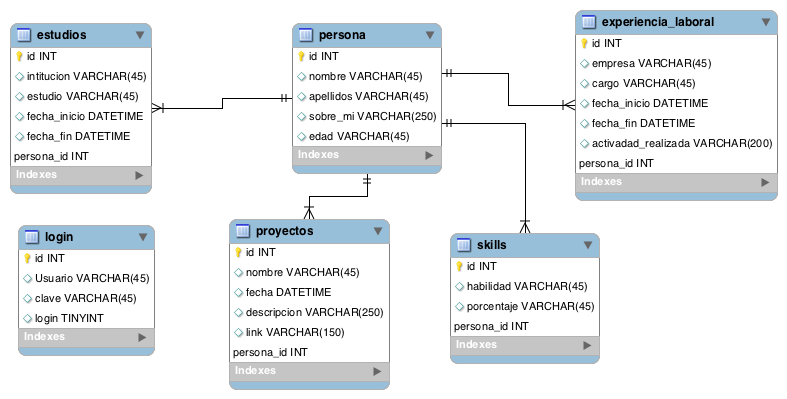 estudios
id INT
intitucion VARCHAR(45)
estudio VARCHAR(45)
fecha_inicio DATETIME
fecha_fin DATETIME
persona_id INT
Indexes
persona
id INT
nombre VARCHAR(45)
apellidos VARCHAR(45)
sobre_mi VARCHAR(250)
edad VARCHAR(45)
Indexes
experiencia_laboral
id INT
empresa VARCHAR(45)
cargo VARCHAR(45)
fecha_inicio DATETIME
fecha_fin DATETIME
activadad_realizada VARCHAR(200)
persona_id INT
Indexes
login
id INT
Usuario VARCHAR(45)
clave VARCHAR(45)
login TINYINT
Indexes
proyectos
id INT
nombre VARCHAR(45)
fecha DATETIME
descripcion VARCHAR(250)
link VARCHAR(150)
persona_id INT
Indexes
skills
id INT
habilidad VARCHAR(45)
porcentaje VARCHAR(45)
persona_id INT
Indexes